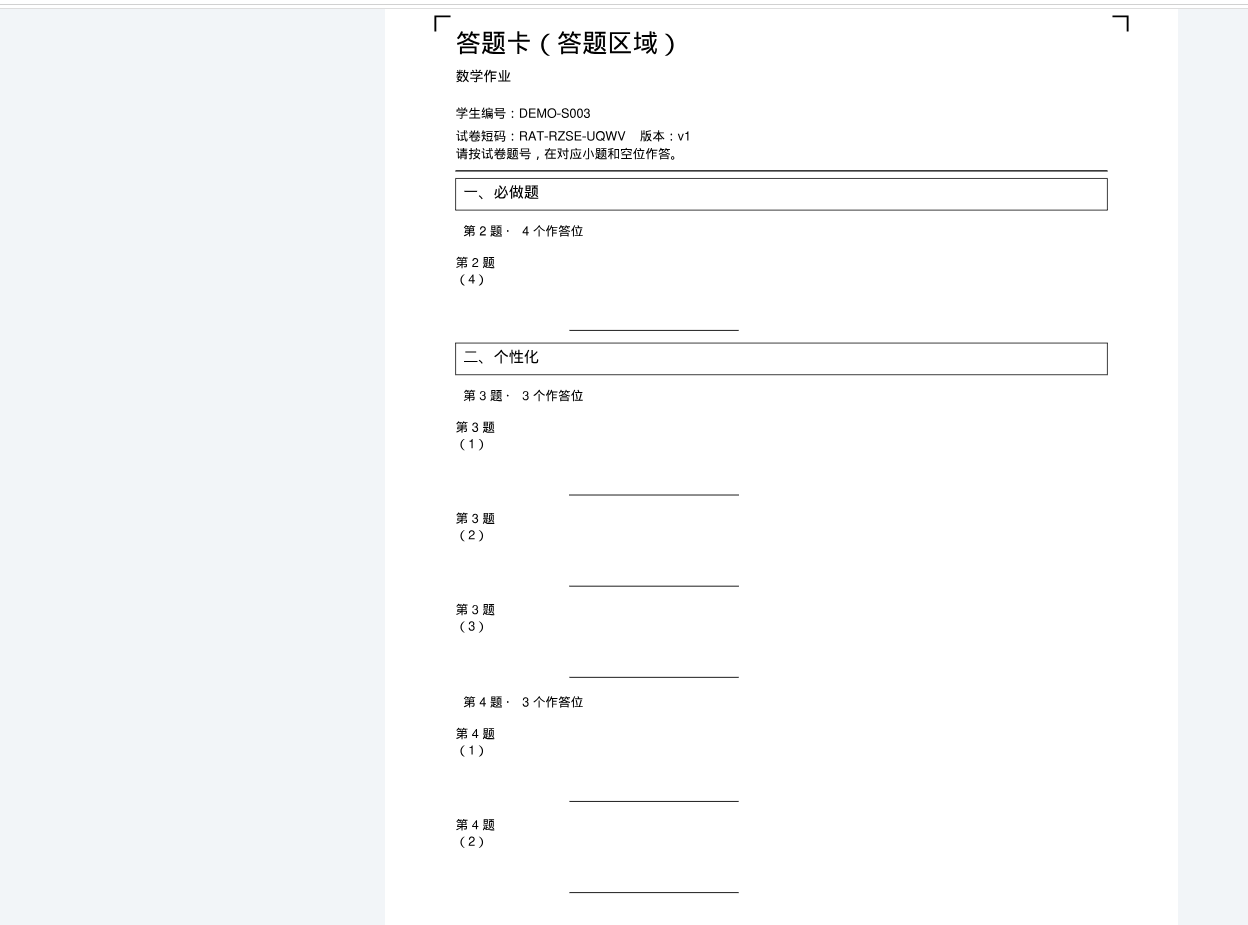 答题卡（答题区域）
数学作业
学生编号：DEMO-S003
试卷短码：RAT-RZSE-UQWV 版本：v1
请按试卷题号，在对应小题和空位作答。
一、必做题
第 2 题 · 4 个作答位
第 2 题
（4）
二、个性化
第 3 题 · 3 个作答位
第 3 题
（1）
第 3 题
（2）
第 3 题
（3）
第 4 题 · 3 个作答位
第 4 题
（1）
第 4 题
（2）